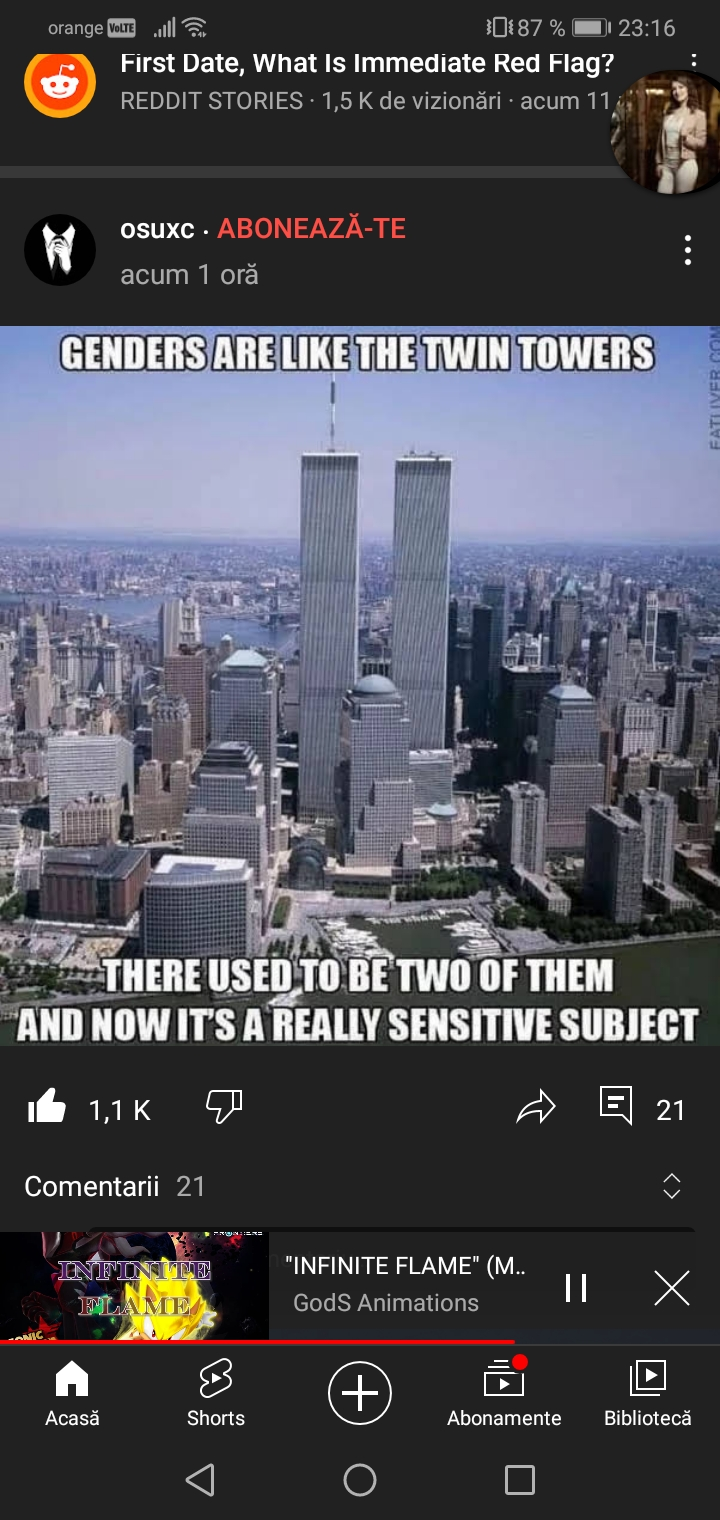 orange VoLTE 87 % 23:16
First Date, What Is Immediate Red Flag?
REDDIT STORIES · 1,5 K de vizionări · acum 11
osuxc · ABONEAZĂ-TE
acum 1 oră
GENDERS ARE LIKE THE TWIN TOWERS
EATLIVER.COM
THERE USED TO BE TWO OF THEM
AND NOW IT'S A REALLY SENSITIVE SUBJECT
1,1 K 21
Comentarii 21
INFINITE
FLAME
SONIC
"INFINITE FLAME" (M..
GodS Animations
Acasă Shorts Abonamente Bibliotecă